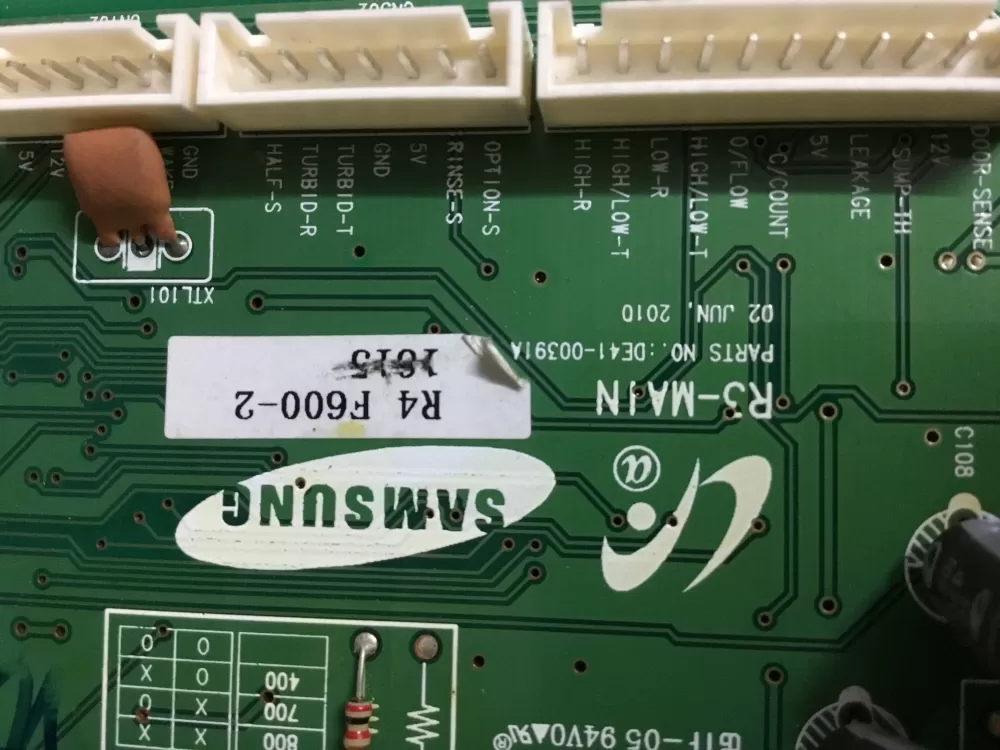 5V
12V
GND
HALF-S
TURBID-R
TURBID-T
GND
5V
RINSE-S
OPTION-S
HIGH-R
HIGH/LOW-T
LOW-R
HIGH/LOW-T
O/FLOW
C/COUNT
5V
LEAKAGE
SUMP-TH
12V
DOOR-SENSE
XTL101
02 JUN, 2010
PARTS NO.:DE41-00391A
R3-MAIN
1615
R4 F600-2
@
SAMSUNG
C108
O O
X O 400
O X 700
X X 800
94V0